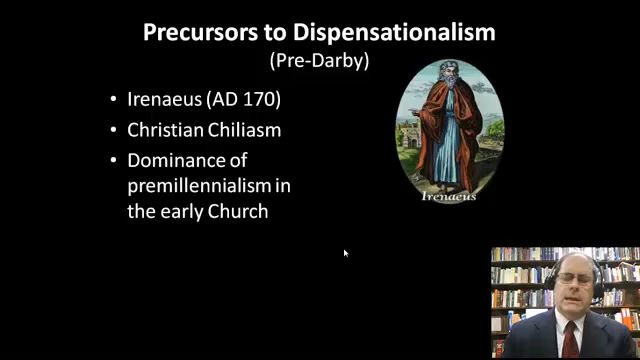 Precursors to Dispensationalism
(Pre-Darby)
• Irenaeus (AD 170)
• Christian Chiliasm
• Dominance of
premillennialism in
the early Church
Irenaeus